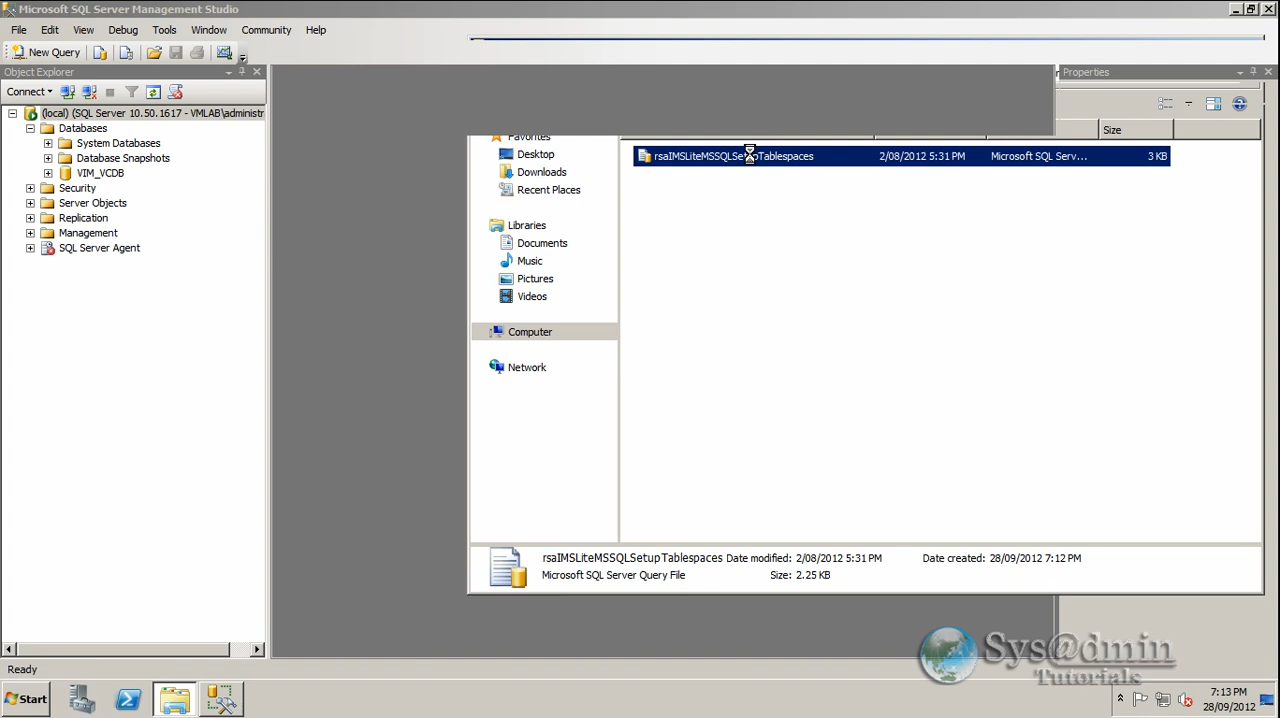 Microsoft SQL Server Management Studio
File Edit View Debug Tools Window Community Help
New Query
Object Explorer
Properties
Connect
(local) (SQL Server 10.50.1617 - VMLAB\administr
Databases
System Databases
Database Snapshots
VIM_VCDB
Security
Server Objects
Replication
Management
SQL Server Agent
Size
Favorites
Desktop
Downloads
Recent Places
Libraries
Documents
Music
Pictures
Videos
Computer
Network
rsaIMSLiteMSSQLSetupTablespaces 2/08/2012 5:31 PM Microsoft SQL Serv... 3 KB
rsaIMSLiteMSSQLSetupTablespaces Date modified: 2/08/2012 5:31 PM Date created: 28/09/2012 7:12 PM
Microsoft SQL Server Query File Size: 2.25 KB
Sys@dmin
Tutorials
Ready
Start
7:13 PM
28/09/2012